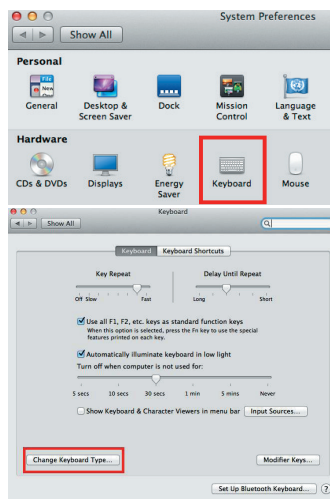 System Preferences
Show All
Personal
File
New
General
Desktop &
Screen Saver
Dock
Mission
Control
Language
& Text
Hardware
CDs & DVDs
Displays
Energy
Saver
Keyboard
Mouse
Keyboard
Show All
Keyboard Keyboard Shortcuts
Key Repeat Delay Until Repeat
Off Slow Fast Long Short
Use all F1, F2, etc. keys as standard function keys
When this option is selected, press the Fn key to use the special
features printed on each key.
Automatically illuminate keyboard in low light
Turn off when computer is not used for:
5 secs 10 secs 30 secs 1 min 5 mins Never
Show Keyboard & Character Viewers in menu bar Input Sources...
Change Keyboard Type... Modifier Keys...
Set Up Bluetooth Keyboard... ?